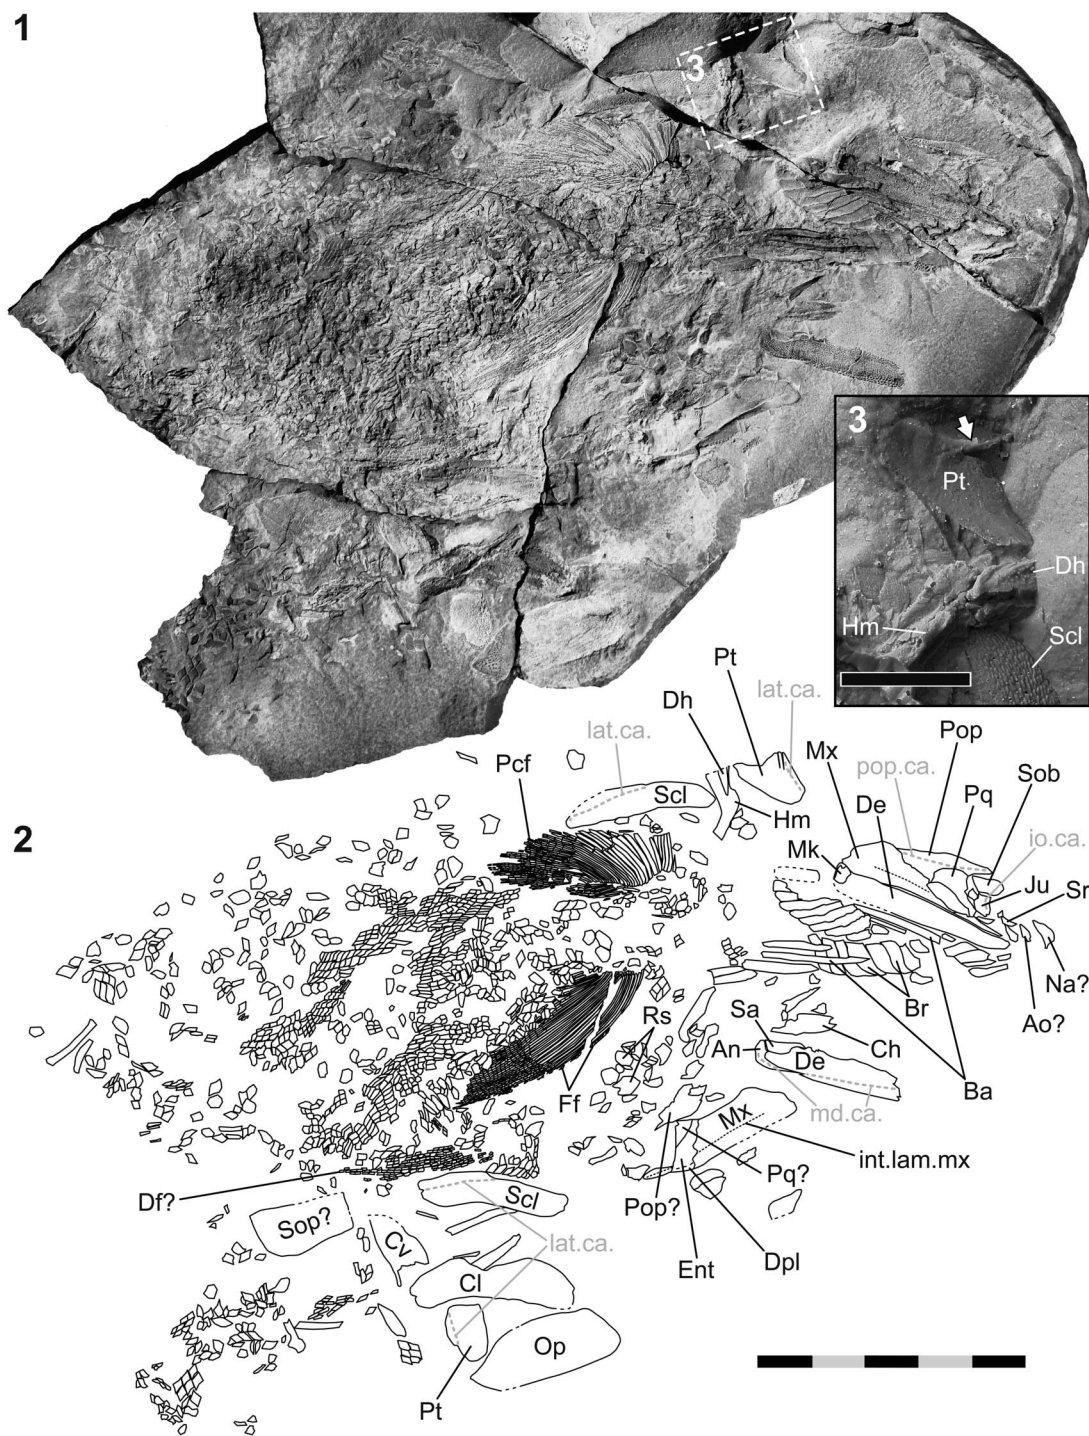 1
3
3
Pt
Dh
Hm
Scl
2
Pt
Dh
lat.ca.
lat.ca.
Pcf
Scl
Hm
Mx
Pop
pop.ca.
Sob
De
Pq
io.ca.
Mk
Ju
Sr
Na?
Ao?
Br
Rs
Sa
An
De
Ch
Ba
Ff
md.ca.
Mx
int.lam.mx
Df?
Scl
Pop?
Pq?
Sop?
Cv
lat.ca.
Ent
Dpl
Cl
Op
Pt